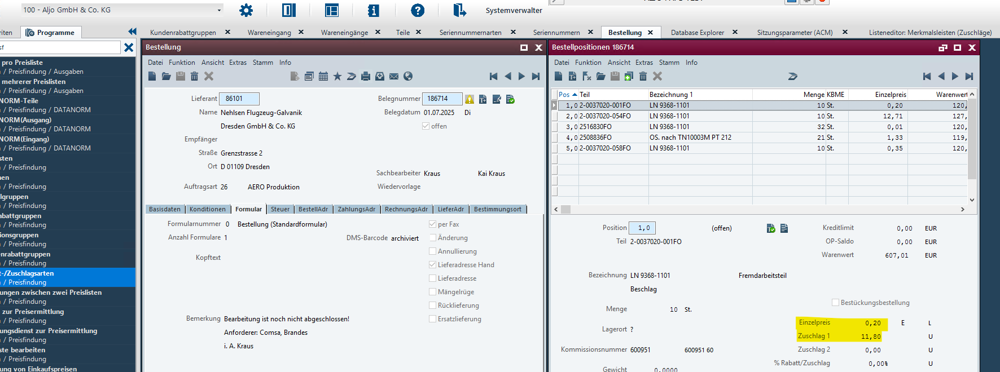 100 - Aljo GmbH & Co. KG
Systemverwalter
Programme
Kundenrabattgruppen
Wareneingang
Wareneingänge
Teile
Seriennummernarten
Seriennummern
Bestellung
Database Explorer
Sitzungsparameter (ACM)
Listeneditor: Merkmalsleisten (Zuschläge)
sf
pro Preisliste
/ Preisfindung / Ausgaben
mehrerer Preislisten
/ Preisfindung / Ausgaben
NORM-Teile
/ Preisfindung / DATANORM
NORM(Ausgang)
/ Preisfindung / DATANORM
NORM(Eingang)
/ Preisfindung / DATANORM
sten
/ Preisfindung
nen
/ Preisfindung
lgruppen
/ Preisfindung
abattgruppen
/ Preisfindung
ionsgruppen
/ Preisfindung
enrabattgruppen
/ Preisfindung
t-/Zuschlagsarten
/ Preisfindung
ungen zwischen zwei Preislisten
/ Preisfindung
zur Preisermittlung
/ Preisfindung
ungsdienst zur Preisermittlung
/ Preisfindung
ste bearbeiten
/ Preisfindung
ung von Einkaufspreisen
Bestellung
Datei Funktion Ansicht Extras Stamm Info
Lieferant 86101
Belegnummer 186714
Name Nehlsen Flugzeug-Galvanik
Belegdatum 01.07.2025 Di
Dresden GmbH & Co. KG
offen
Empfänger
Straße Grenzstrasse 2
Ort D 01109 Dresden
Sachbearbeiter Kraus Kai Kraus
Auftragsart 26 AERO Produktion
Wiedervorlage
Basisdaten Konditionen Formular Steuer BestellAdr ZahlungsAdr RechnungsAdr LieferAdr Bestimmungsort
Formularnummer 0 Bestellung (Standardformular)
per Fax
Anzahl Formulare 1
DMS-Barcode archiviert
Änderung
Annullierung
Kopftext
Lieferadresse Hand
Lieferadresse
Mängelrüge
Rücklieferung
Ersatzlieferung
Bemerkung Bearbeitung ist noch nicht abgeschlossen!
Anforderer: Comsa, Brandes
i. A. Kraus
Bestellpositionen 186714
Datei Funktion Ansicht Extras Stamm Info
Pos Teil Bezeichnung 1 Menge KBME Einzelpreis Warenwert
1,0 2-0037020-001FO LN 9368-1101 10 St. 0,20 120,
2,0 2-0037020-054FO LN 9368-1101 10 St. 12,71 127,
3,0 2516830FO LN 9368-1101 32 St. 0,01 120,
4,0 2508836FO OS. nach TN10003M PT 212 21 St. 1,33 119,
5,0 2-0037020-058FO LN 9368-1101 10 St. 0,35 120,
Position 1,0 (offen)
Kreditlimit 0,00 EUR
Teil 2-0037020-001FO
OP-Saldo 0,00 EUR
Warenwert 607,01 EUR
Bezeichnung LN 9368-1101 Fremdarbeitsteil
Beschlag
Bestückungsbestellung
Menge 10 St.
Einzelpreis 0,20 E L
Lagerort ?
Zuschlag 1 11,80 U
Kommissionsnummer 600951 600951 60
Zuschlag 2 0,00 U
% Rabatt/Zuschlag 0,00% U
Gewicht 0,0000